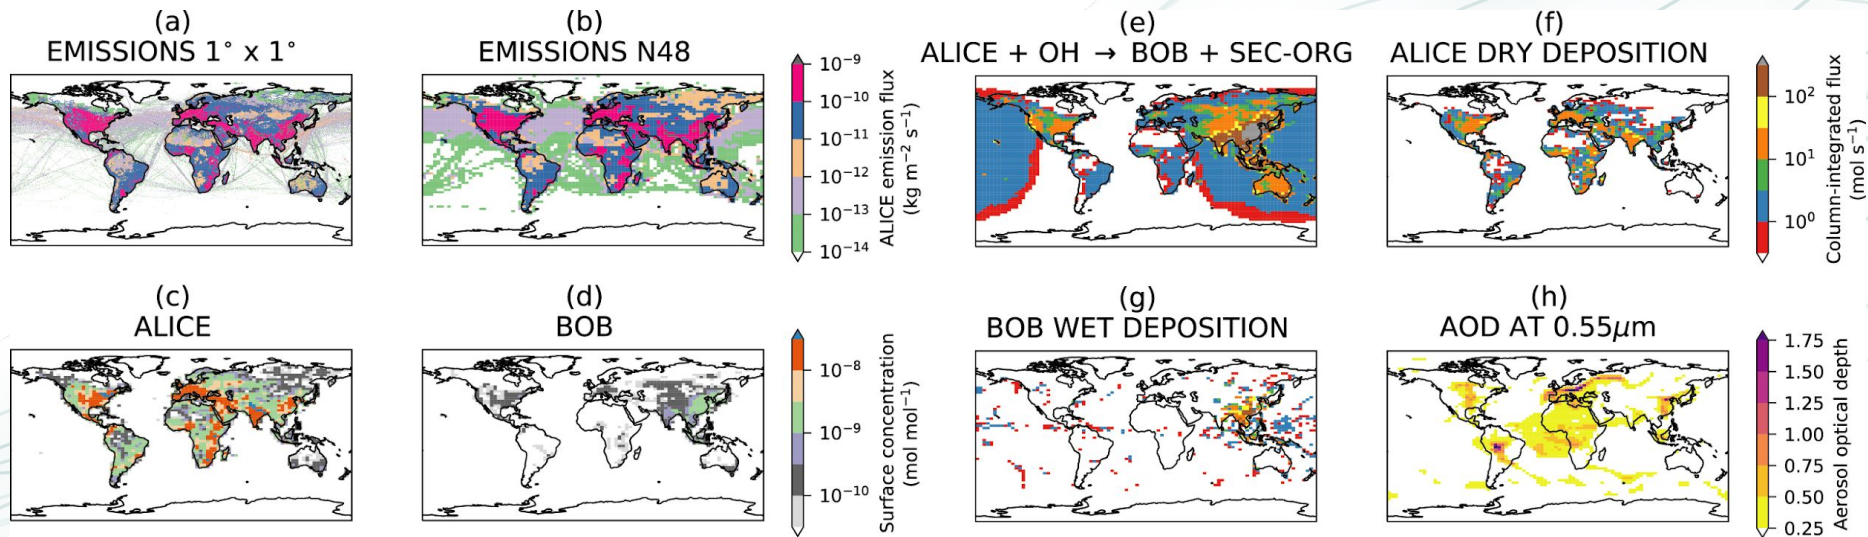 (a)
EMISSIONS 1° x 1°
(b)
EMISSIONS N48
10⁻⁹
10⁻¹⁰
10⁻¹¹
10⁻¹²
10⁻¹³
10⁻¹⁴
ALICE emission flux
(kg m⁻² s⁻¹)
(e)
ALICE + OH → BOB + SEC-ORG
(f)
ALICE DRY DEPOSITION
10²
10¹
10⁰
Column-integrated flux
(mol s⁻¹)
(c)
ALICE
(d)
BOB
10⁻⁸
10⁻⁹
10⁻¹⁰
Surface concentration
(mol mol⁻¹)
(g)
BOB WET DEPOSITION
(h)
AOD AT 0.55μm
1.75
1.50
1.25
1.00
0.75
0.50
0.25
Aerosol optical depth